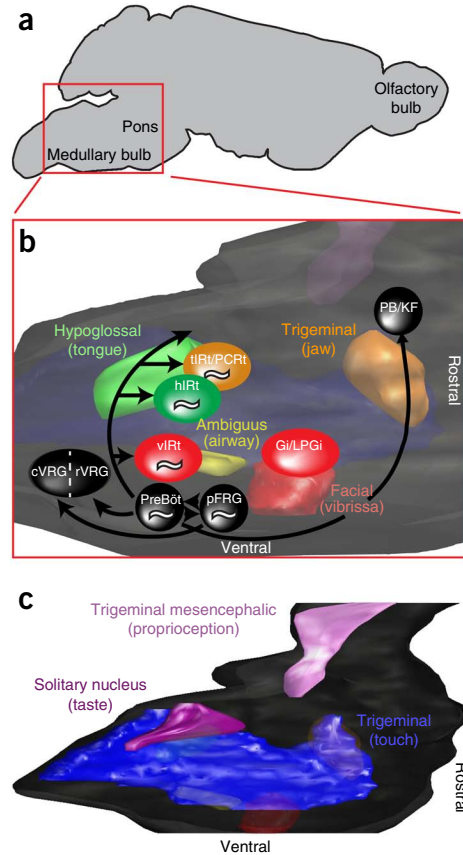 a
Olfactory
bulb
Pons
Medullary bulb
b
PB/KF
Hypoglossal
(tongue)
tIRt/PCRt
Trigeminal
(jaw)
hIRt
Rostral
Ambiguus
(airway)
vIRt
Gi/LPGi
cVRG rVRG
PreBöt
pFRG
Facial
(vibrissa)
Ventral
c
Trigeminal mesencephalic
(proprioception)
Solitary nucleus
(taste)
Trigeminal
(touch)
Rostral
Ventral